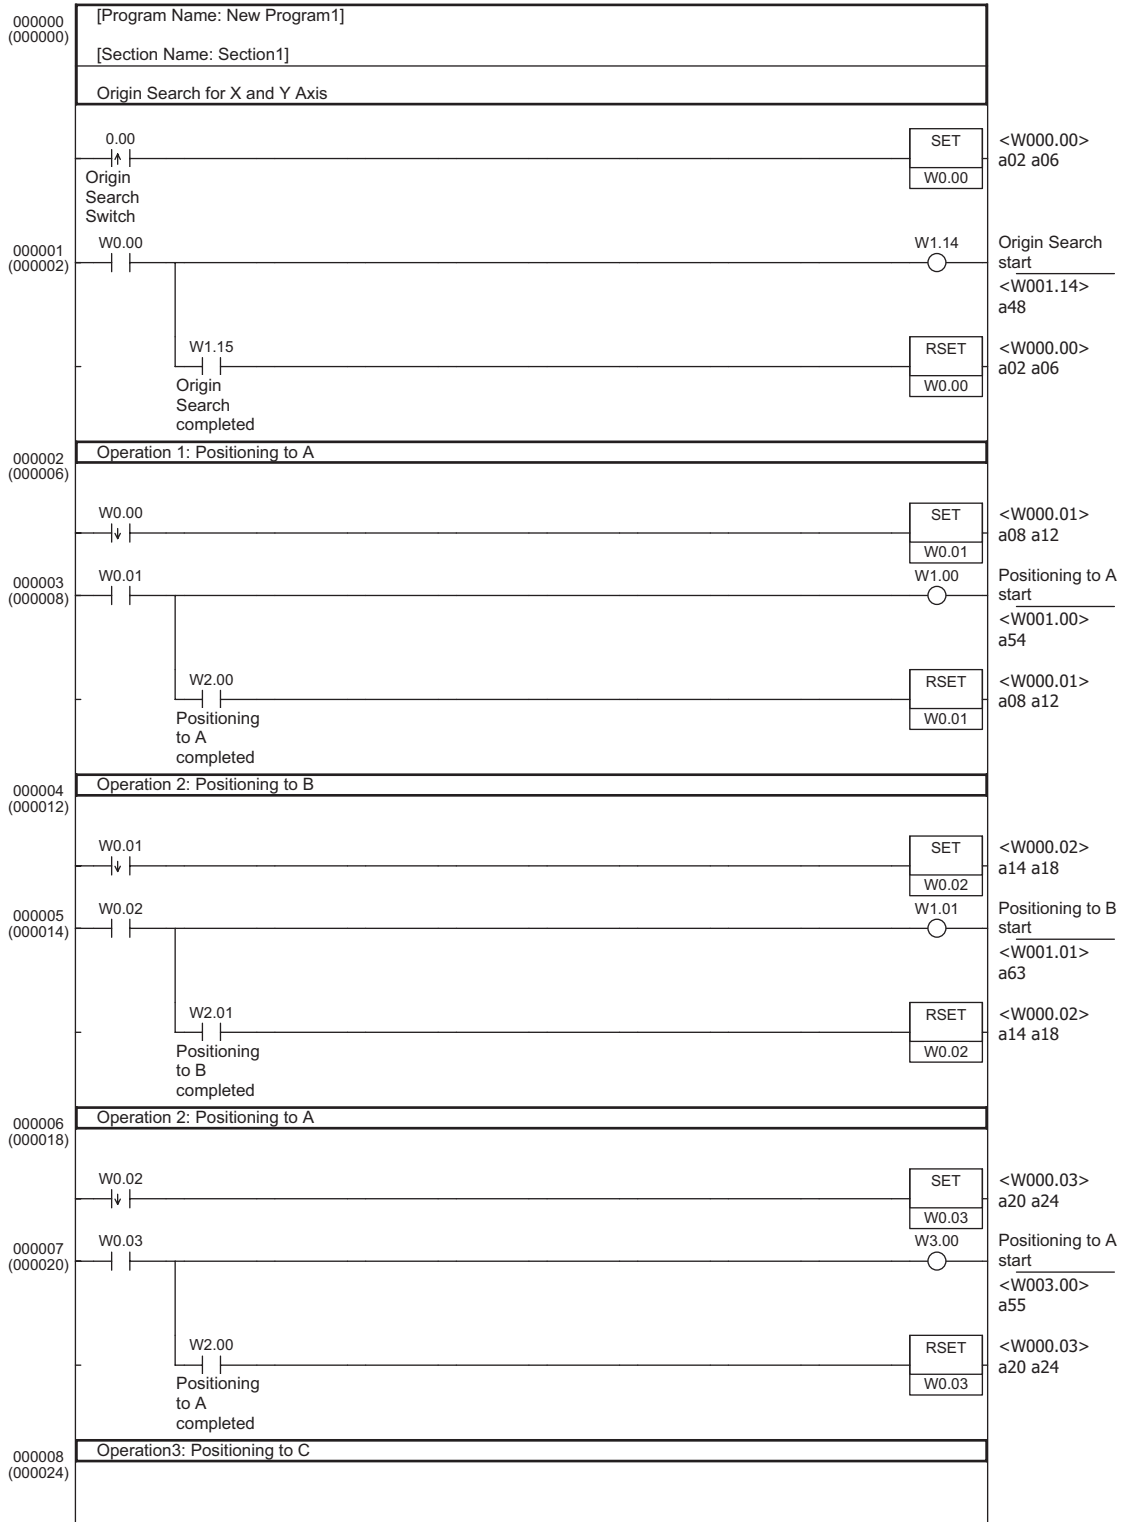 000000
(000000)
[Program Name: New Program1]
[Section Name: Section1]
Origin Search for X and Y Axis
0.00
Origin
Search
Switch
SET
W0.00
<W000.00>
a02 a06
000001
(000002)
W0.00
W1.14
Origin Search
start
<W001.14>
a48
W1.15
Origin
Search
completed
RSET
W0.00
<W000.00>
a02 a06
000002
(000006)
Operation 1: Positioning to A
W0.00
SET
W0.01
<W000.01>
a08 a12
000003
(000008)
W0.01
W1.00
Positioning to A
start
<W001.00>
a54
W2.00
Positioning
to A
completed
RSET
W0.01
<W000.01>
a08 a12
000004
(000012)
Operation 2: Positioning to B
W0.01
SET
W0.02
<W000.02>
a14 a18
000005
(000014)
W0.02
W1.01
Positioning to B
start
<W001.01>
a63
W2.01
Positioning
to B
completed
RSET
W0.02
<W000.02>
a14 a18
000006
(000018)
Operation 2: Positioning to A
W0.02
SET
W0.03
<W000.03>
a20 a24
000007
(000020)
W0.03
W3.00
Positioning to A
start
<W003.00>
a55
W2.00
Positioning
to A
completed
RSET
W0.03
<W000.03>
a20 a24
000008
(000024)
Operation3: Positioning to C